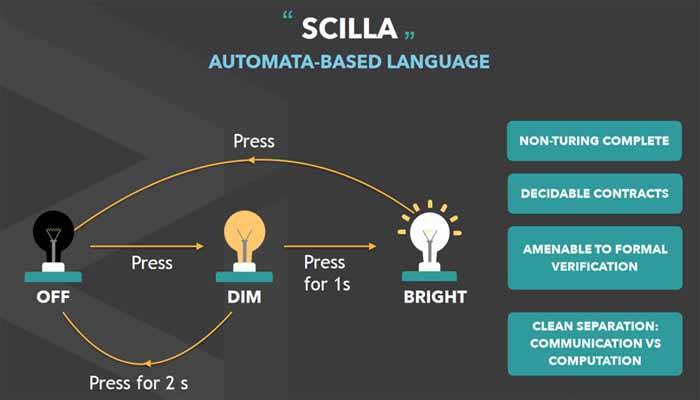 “ SCILLA „
AUTOMATA-BASED LANGUAGE
Press
Press
Press
for 1s
OFF
DIM
BRIGHT
Press for 2 s
NON-TURING COMPLETE
DECIDABLE CONTRACTS
AMENABLE TO FORMAL
VERIFICATION
CLEAN SEPARATION:
COMMUNICATION VS
COMPUTATION